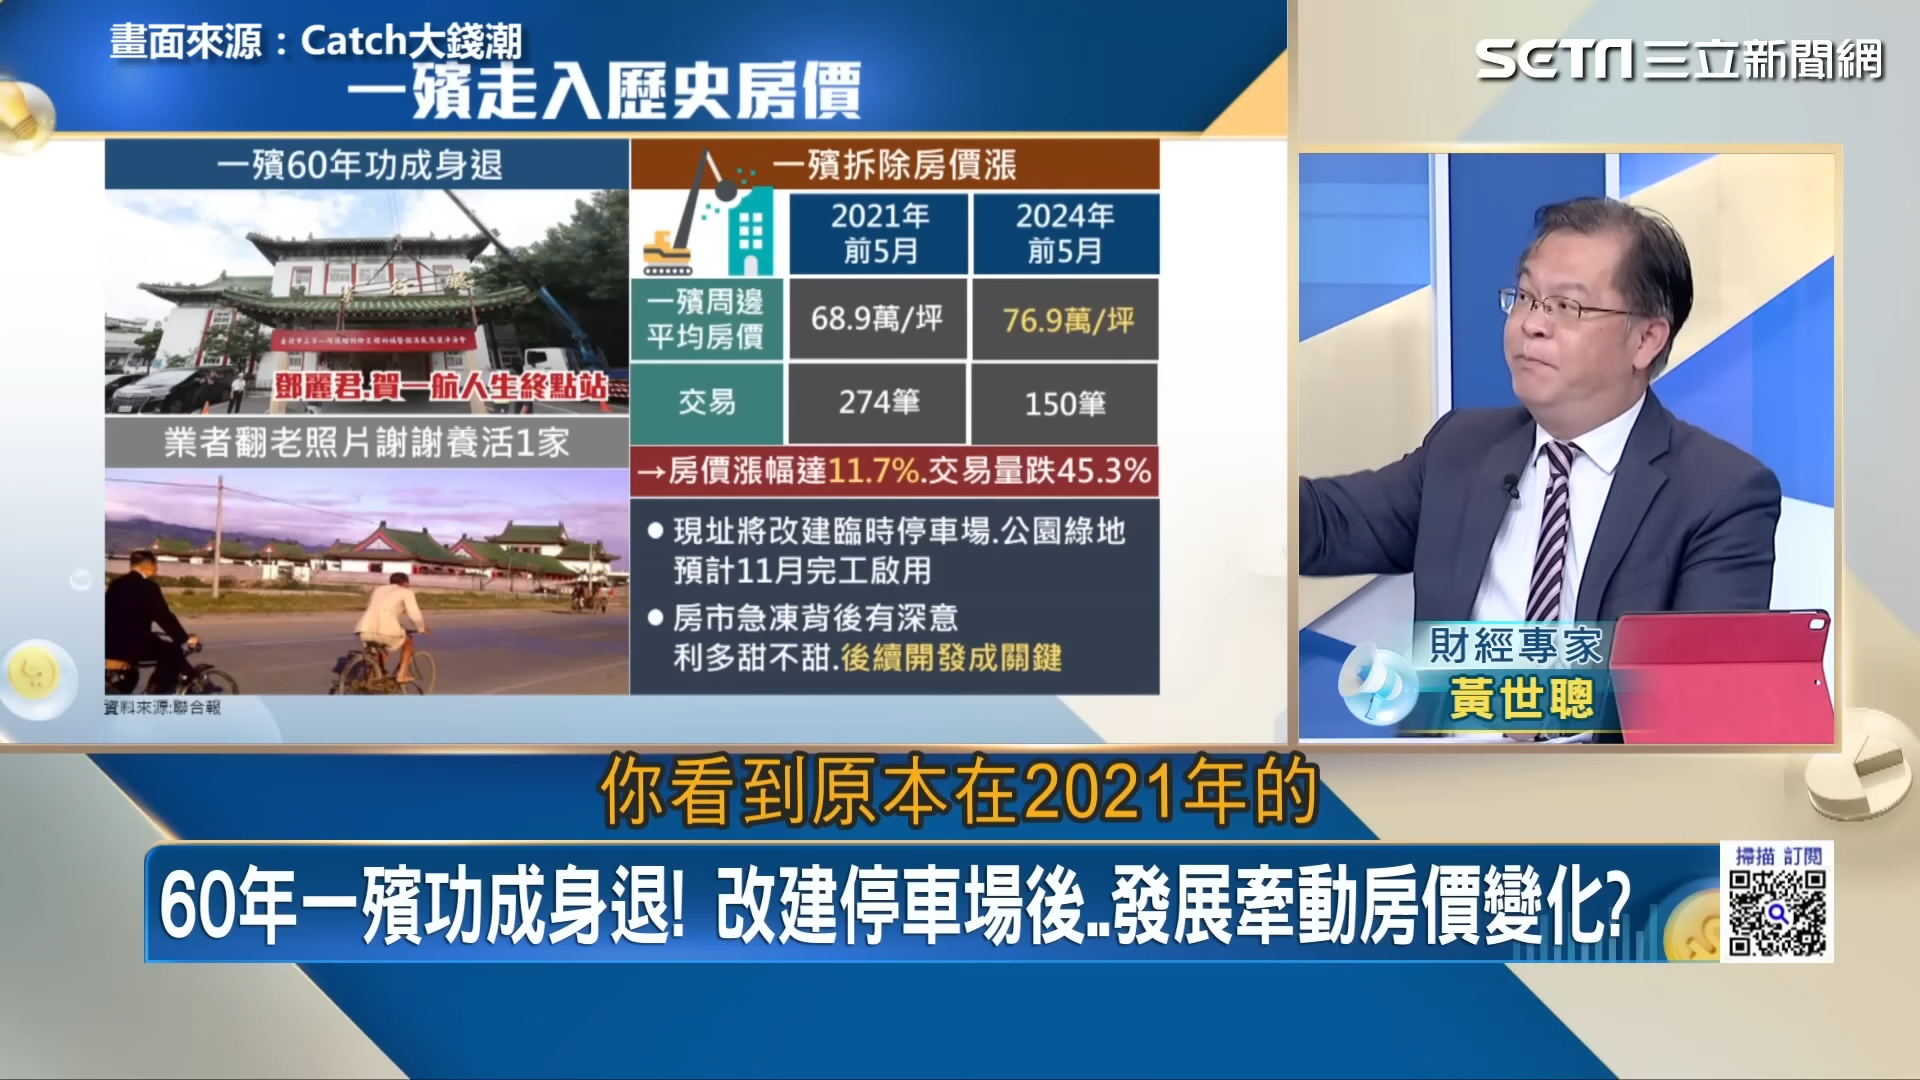 畫面來源：Catch大錢潮
SETN三立新聞網
一殯走入歷史房價
一殯60年功成身退
鄧麗君.賀一航人生終點站
業者翻老照片謝謝養活1家
資料來源:聯合報
一殯拆除房價漲
2021年
前5月
2024年
前5月
一殯周邊
平均房價
68.9萬/坪
76.9萬/坪
交易
274筆
150筆
→房價漲幅達11.7%.交易量跌45.3%
●現址將改建臨時停車場.公園綠地
預計11月完工啟用
●房市急凍背後有深意
利多甜不甜.後續開發成關鍵
財經專家
黃世聰
你看到原本在2021年的
60年一殯功成身退! 改建停車場後..發展牽動房價變化?
掃描 訂閱